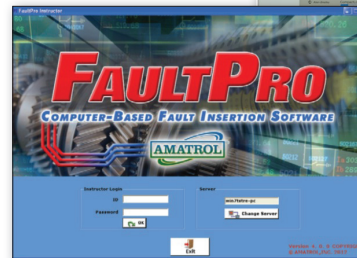 FaultPro Instructor
FAULTPRO
COMPUTER-BASED FAULT INSERTION SOFTWARE
AMATROL
Instructor Login
Server
ID
Password
OK
Change Server
Exit